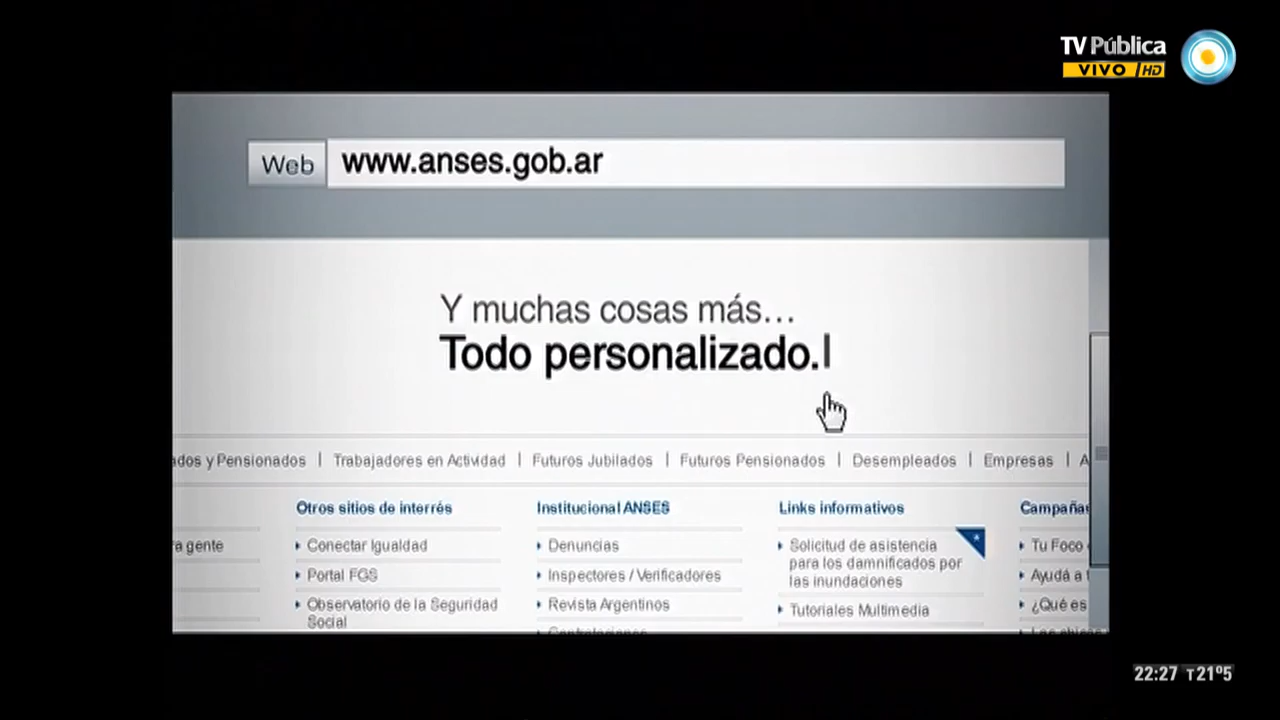 TV Pública
VIVO HD
Web
www.anses.gob.ar
Y muchas cosas más...
Todo personalizado.
y Pensionados | Trabajadores en Actividad | Futuros Jubilados | Futuros Pensionados | Desempleados | Empresas |
Otros sitios de interrés
Institucional ANSES
Links informativos
Campañas
gente
Conectar Igualdad
Denuncias
Solicitud de asistencia
para los damnificados por
las inundaciones
Tu Foco
Portal FGS
Inspectores / Verificadores
Ayudá a
Observatorio de la Seguridad
Social
Revista Argentinos
Tutoriales Multimedia
¿Qué es
22:27 T21º5